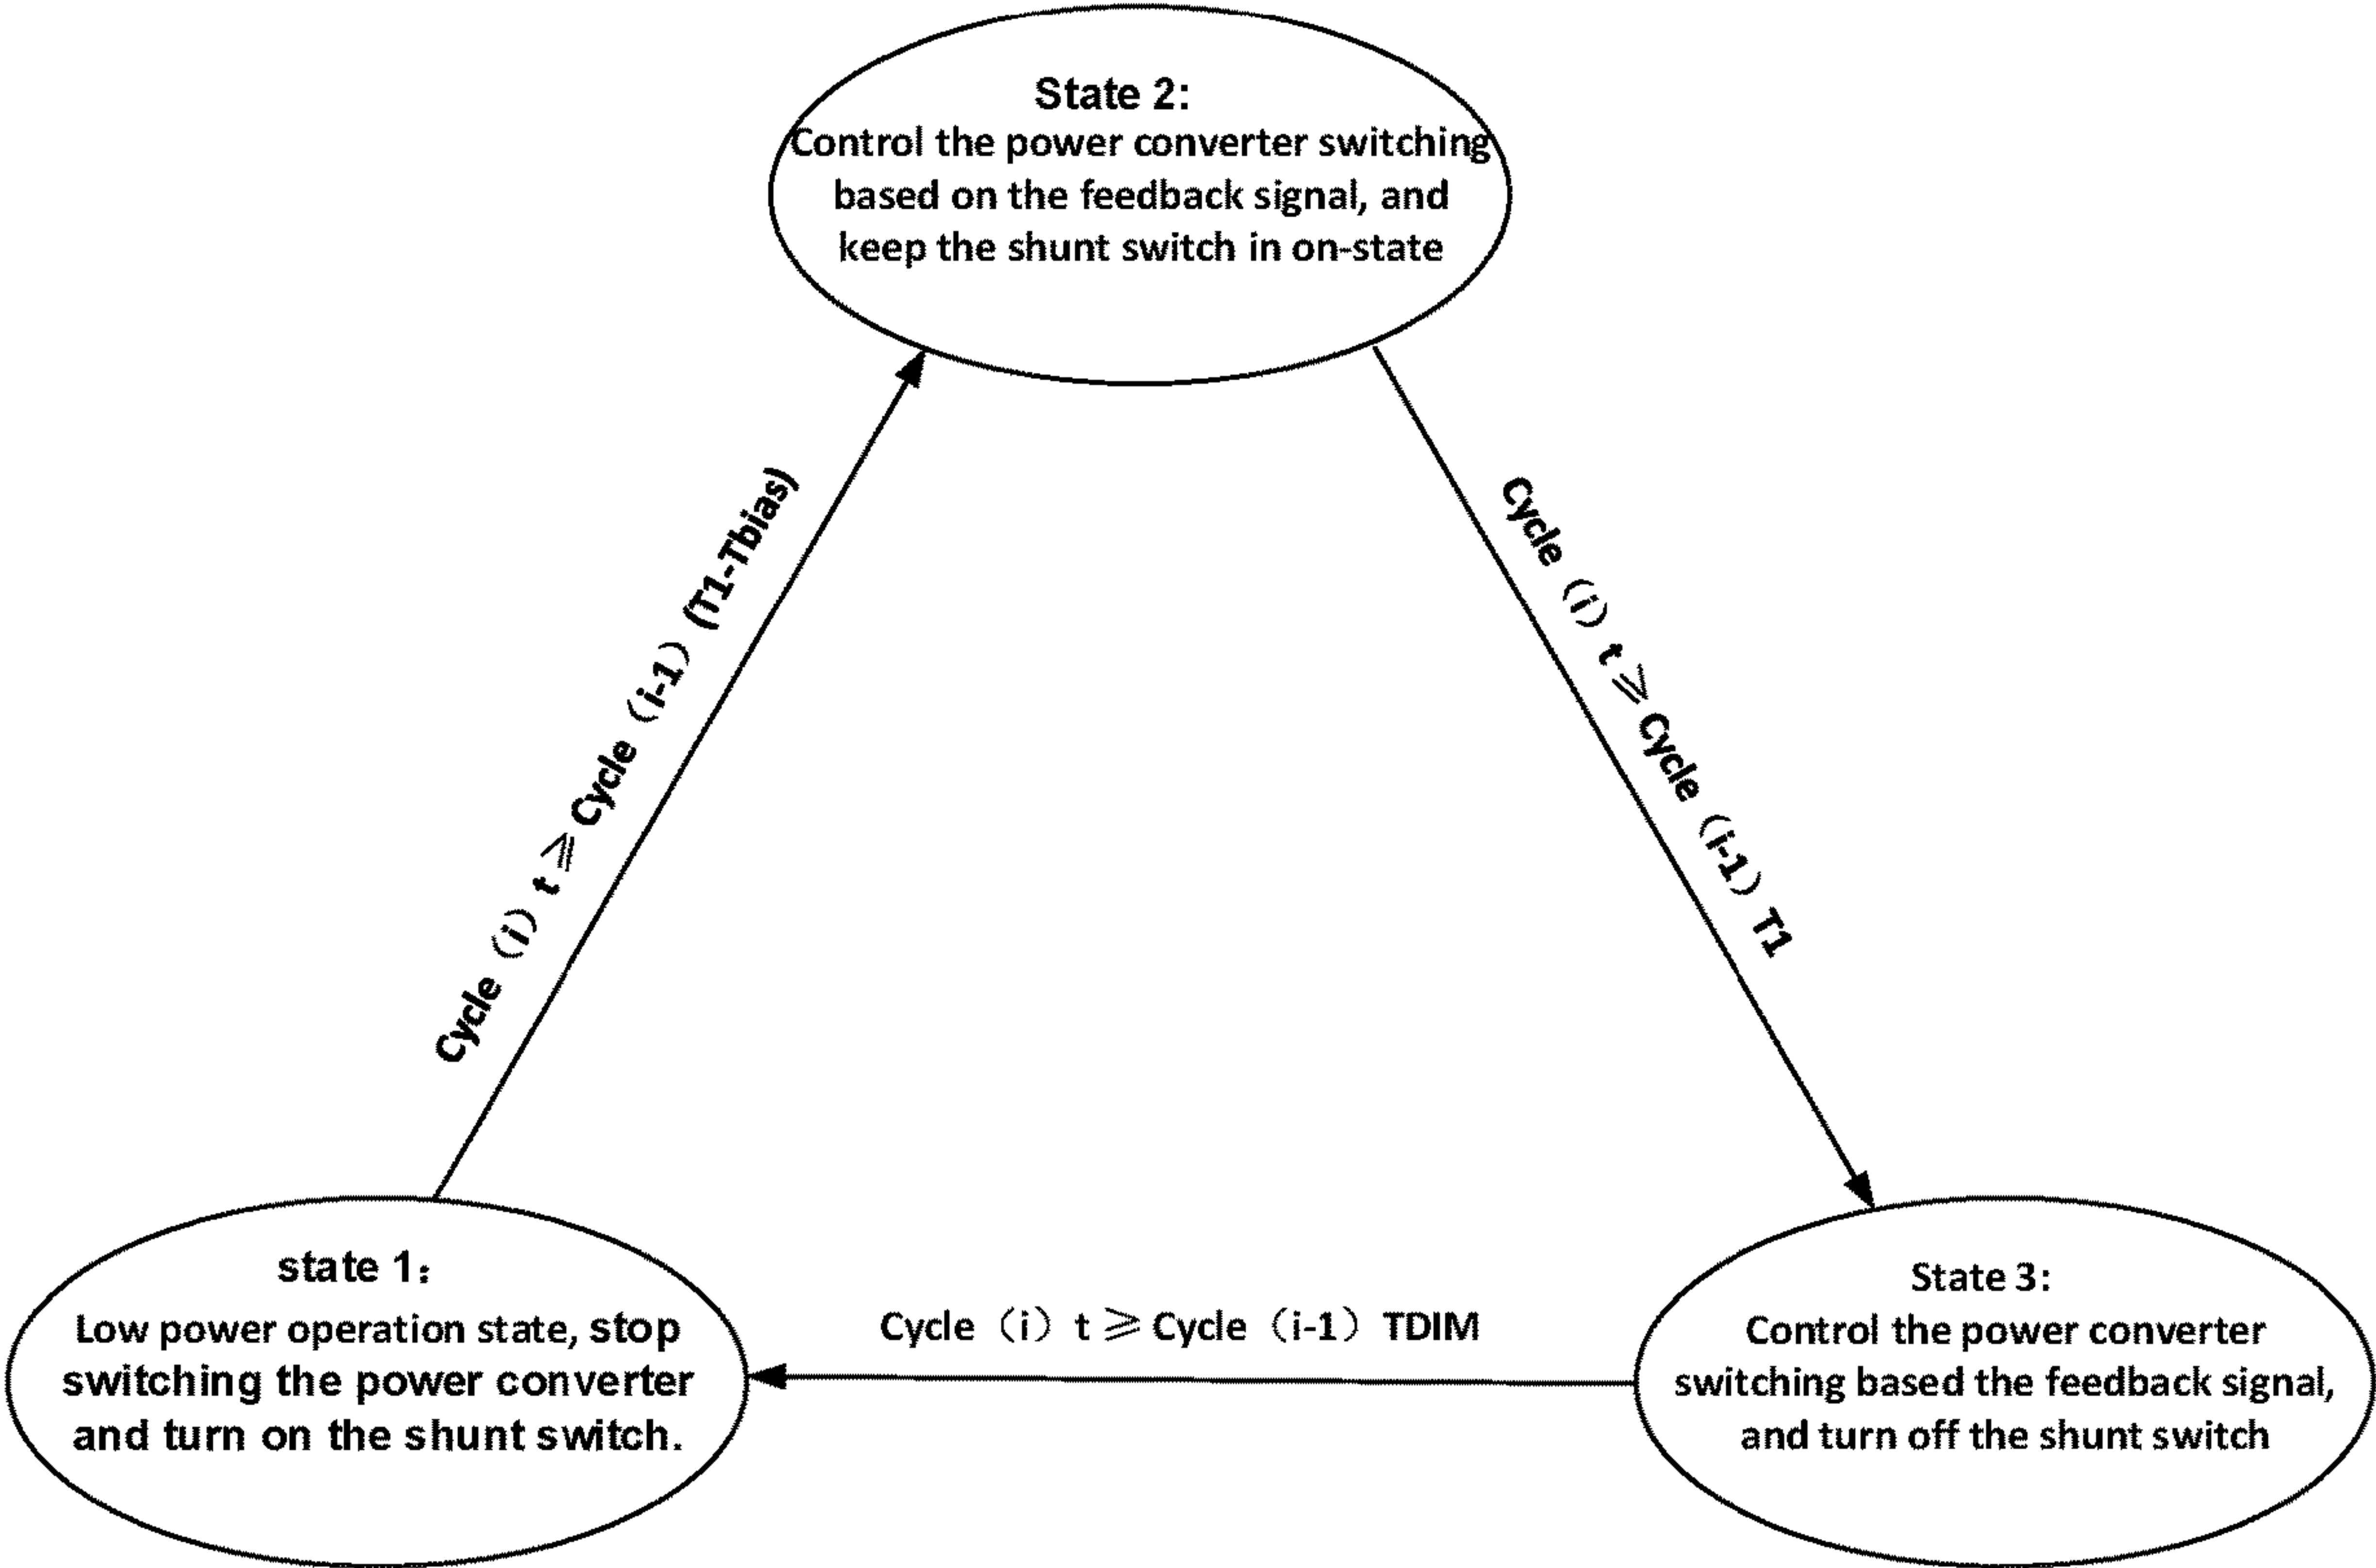 State 2:
Control the power converter switching
based on the feedback signal, and
keep the shunt switch in on-state
Cycle（i）t ≥ Cycle（i-1）(T1-Tbias)
Cycle（i）t ≥ Cycle（i-1）T1
state 1：
Low power operation state, stop
switching the power converter
and turn on the shunt switch.
Cycle（i）t ≥ Cycle（i-1）TDIM
State 3:
Control the power converter
switching based the feedback signal,
and turn off the shunt switch